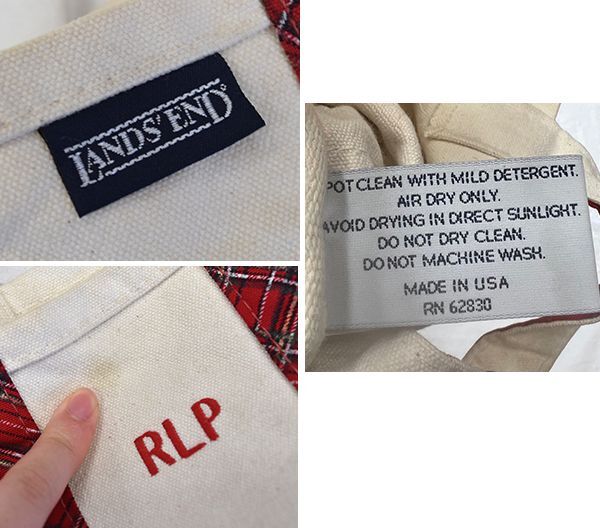 LANDS' END
POT CLEAN WITH MILD DETERGENT.
AIR DRY ONLY.
AVOID DRYING IN DIRECT SUNLIGHT.
DO NOT DRY CLEAN.
DO NOT MACHINE WASH.
MADE IN USA
RN 62830
RLP